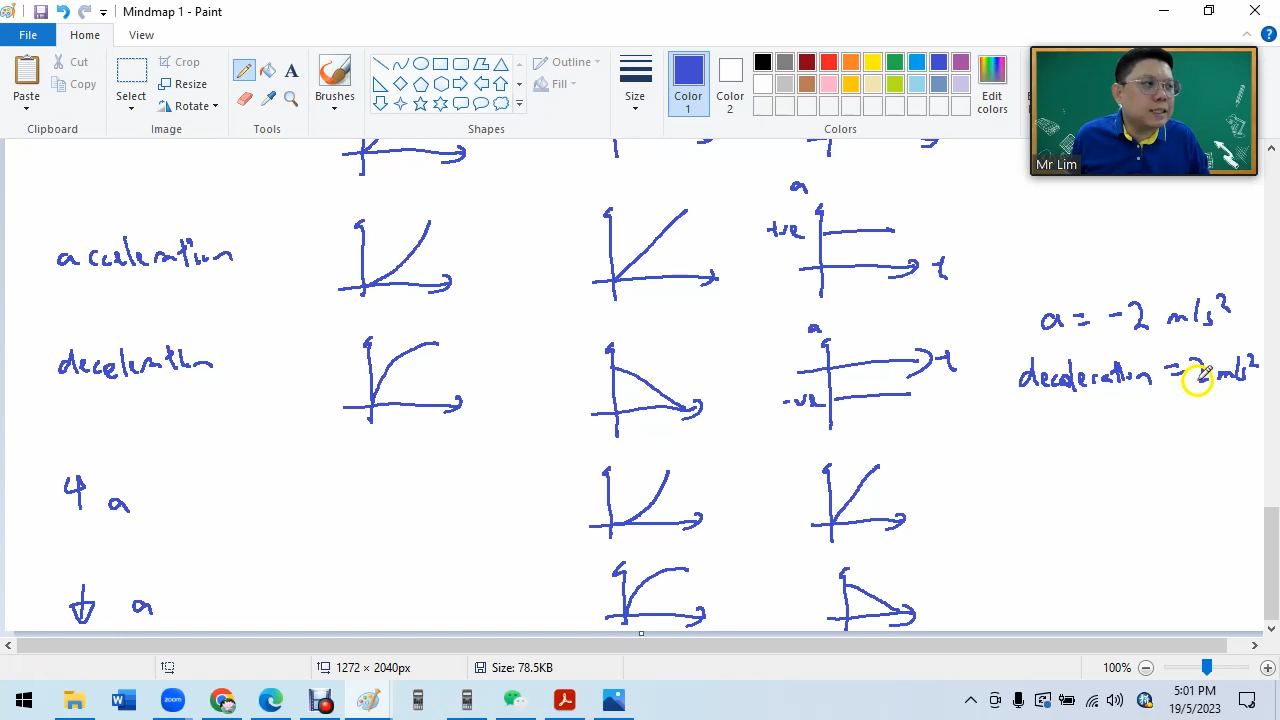 Mindmap 1 - Paint
File
Home
View
Paste
Cut
Copy
Clipboard
Select
Crop
Resize
Rotate
Image
A
Tools
Brushes
Outline
Fill
Shapes
Size
Color 1
Color 2
Edit colors
Colors
Mr Lim
acceleration
a
+ve
t
a = -2 m/s²
deceleration
a
t
-ve
deceleration = 2 m/s²
↑ a
↓ a
1272 × 2040px
Size: 78.5KB
100%
5:01 PM
19/5/2023